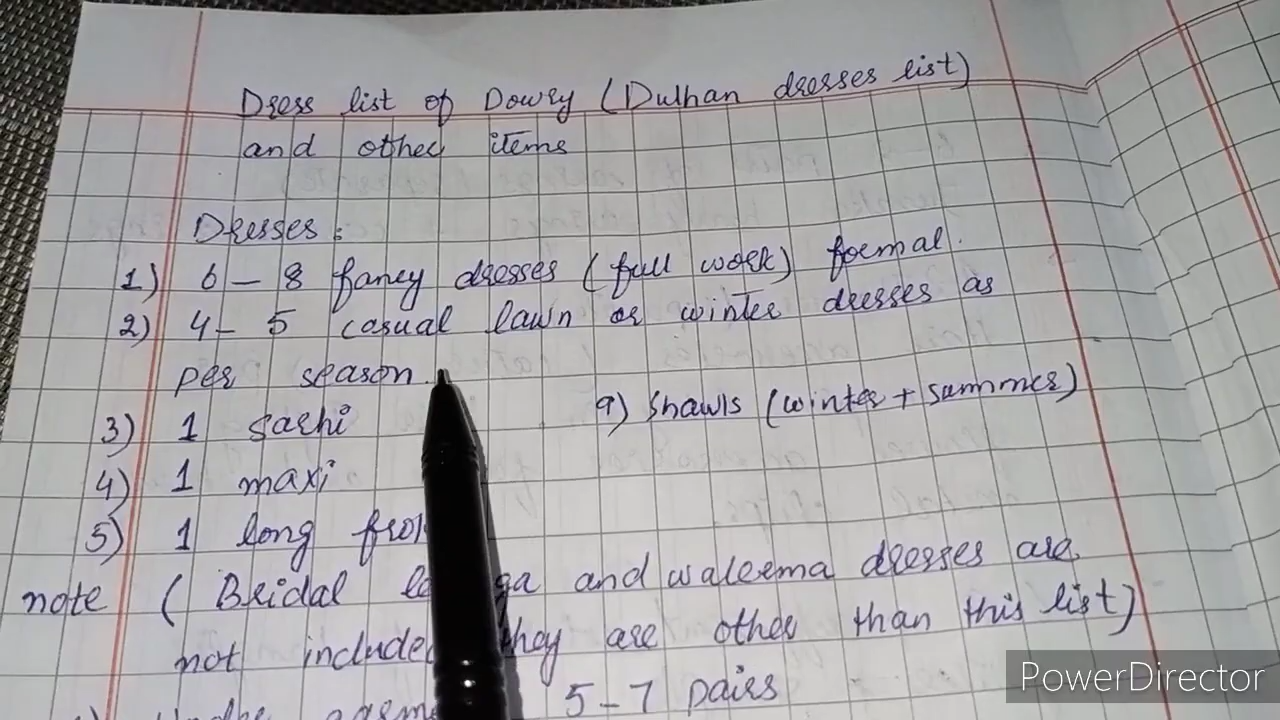 Dress list of Dowry (Dulhan dresses list)
and other items
Dresses:
1) 6 - 8 fancy dresses (full work) formal.
2) 4 - 5 casual lawn or winter dresses as
per season.
3) 1 sarhi
9) Shawls (winter + summer)
4) 1 maxi
5) 1 long
note ( Bridal and waleema dresses are
not they are other than this list)
5-7 pairs
PowerDirector